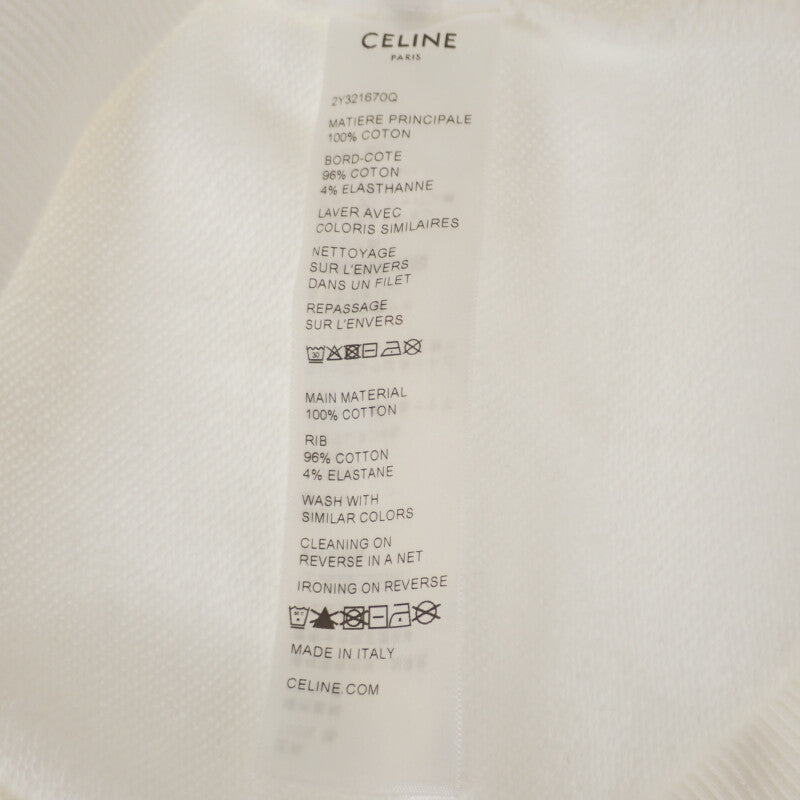 CELINE
PARIS
2Y321670Q
MATIERE PRINCIPALE
100% COTON
BORD-COTE
96% COTON
4% ELASTHANNE
LAVER AVEC
COLORIS SIMILAIRES
NETTOYAGE
SUR L'ENVERS
DANS UN FILET
REPASSAGE
SUR L'ENVERS
30
MAIN MATERIAL
100% COTTON
RIB
96% COTTON
4% ELASTANE
WASH WITH
SIMILAR COLORS
CLEANING ON
REVERSE IN A NET
IRONING ON REVERSE
MADE IN ITALY
CELINE.COM